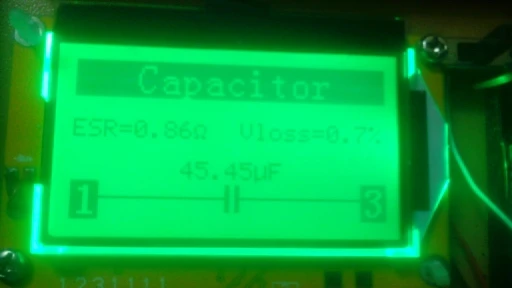 Capacitor
ESR=0.86Ω Vloss=0.7%
45.45µF
1 3